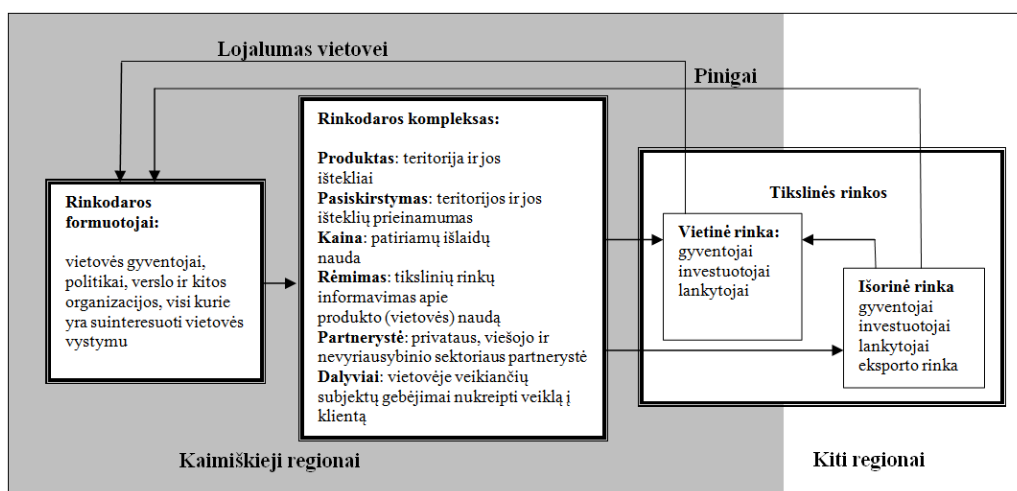 Lojalumas vietovei
Pinigai
Rinkodaros
formuotojai:
vietovės gyventojai,
politikai, verslo ir kitos
organizacijos, visi kurie
yra suinteresuoti vietovės
vystymu
Rinkodaros kompleksas:
Produktas: teritorija ir jos
ištekliai
Pasiskirstymas: teritorijos ir jos
išteklių prieinamumas
Kaina: patiriamų išlaidų
nauda
Rėmimas: tikslinių rinkų
informavimas apie
produkto (vietovės) naudą
Partnerystė: privataus, viešojo ir
nevyriausybinio sektoriaus partnerystė
Dalyviai: vietovėje veikiančių
subjektų gebėjimai nukreipti veiklą į
klientą
Tikslinės rinkos
Vietinė rinka:
gyventojai
investuotojai
lankytojai
Išorinė rinka
gyventojai
investuotojai
lankytojai
eksporto rinka
Kaimiškieji regionai
Kiti regionai